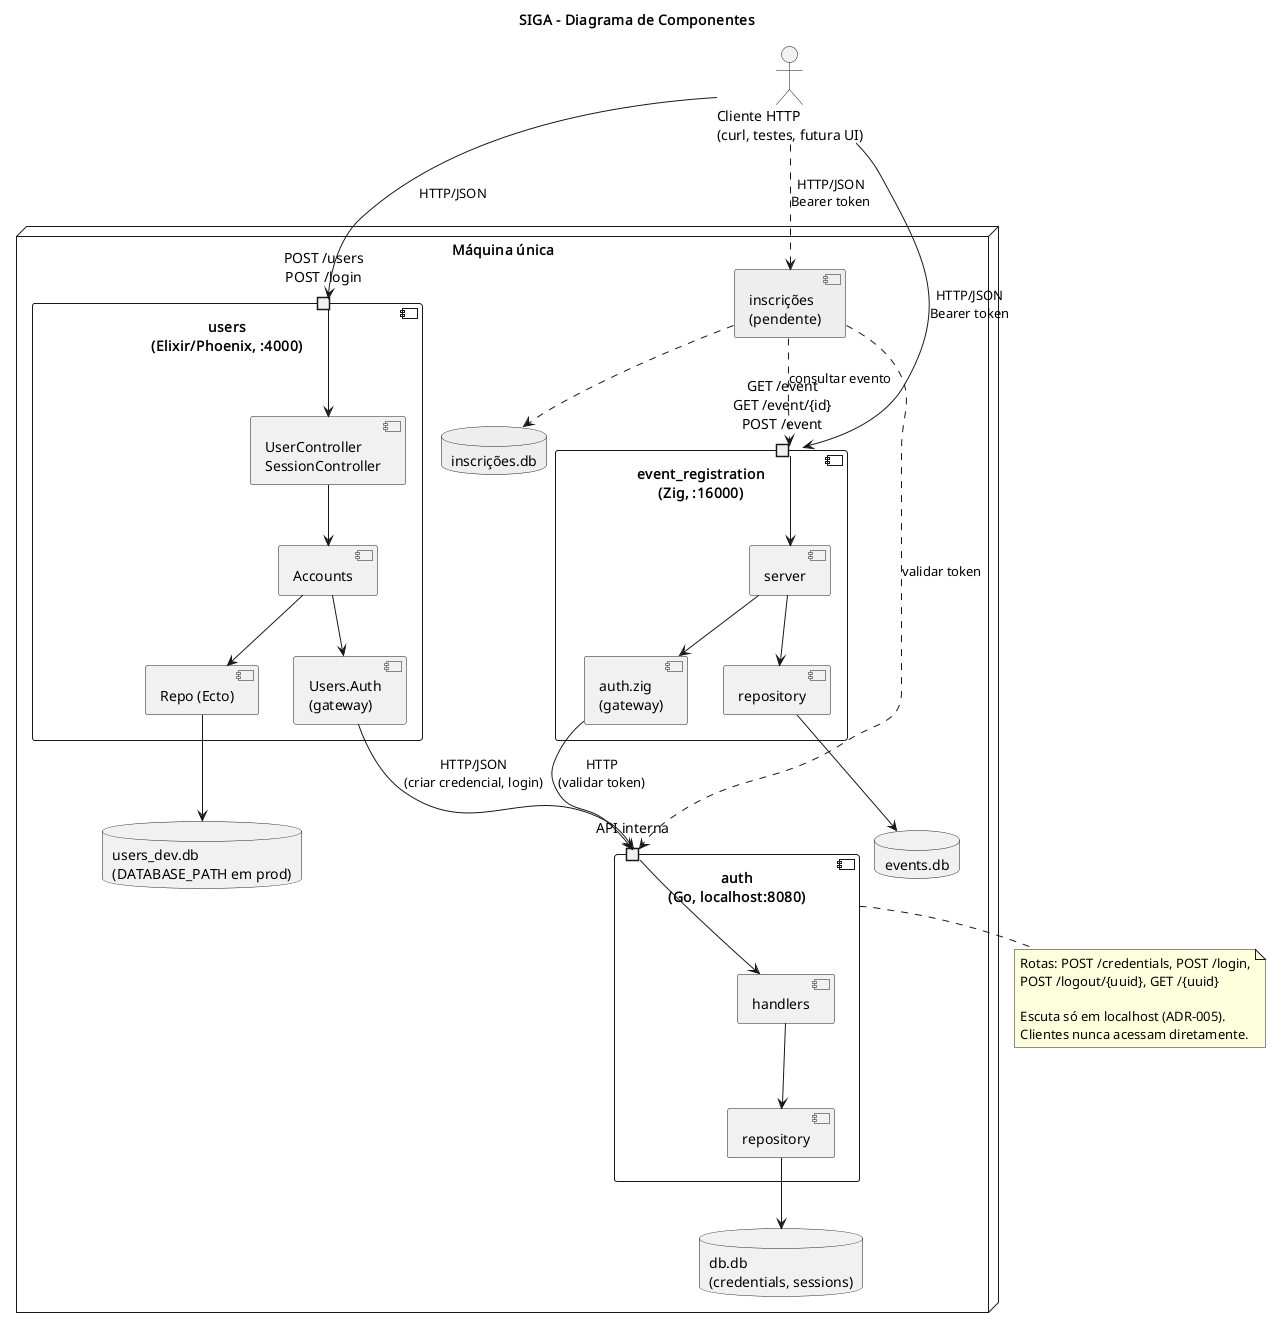 SIGA - Diagrama de Componentes
Cliente HTTP
(curl, testes, futura UI)
HTTP/JSON
HTTP/JSON
Bearer token
HTTP/JSON
Bearer token
Máquina única
POST /users
POST /login
users
(Elixir/Phoenix, :4000)
inscrições
(pendente)
consultar evento
GET /event
GET /event/{id}
POST /event
UserController
SessionController
inscrições.db
event_registration
(Zig, :16000)
Accounts
server
validar token
Repo (Ecto)
Users.Auth
(gateway)
auth.zig
(gateway)
repository
HTTP/JSON
(criar credencial, login)
HTTP
(validar token)
API interna
users_dev.db
(DATABASE_PATH em prod)
events.db
auth
(Go, localhost:8080)
Rotas: POST /credentials, POST /login,
POST /logout/{uuid}, GET /{uuid}
Escuta só em localhost (ADR-005).
Clientes nunca acessam diretamente.
handlers
repository
db.db
(credentials, sessions)